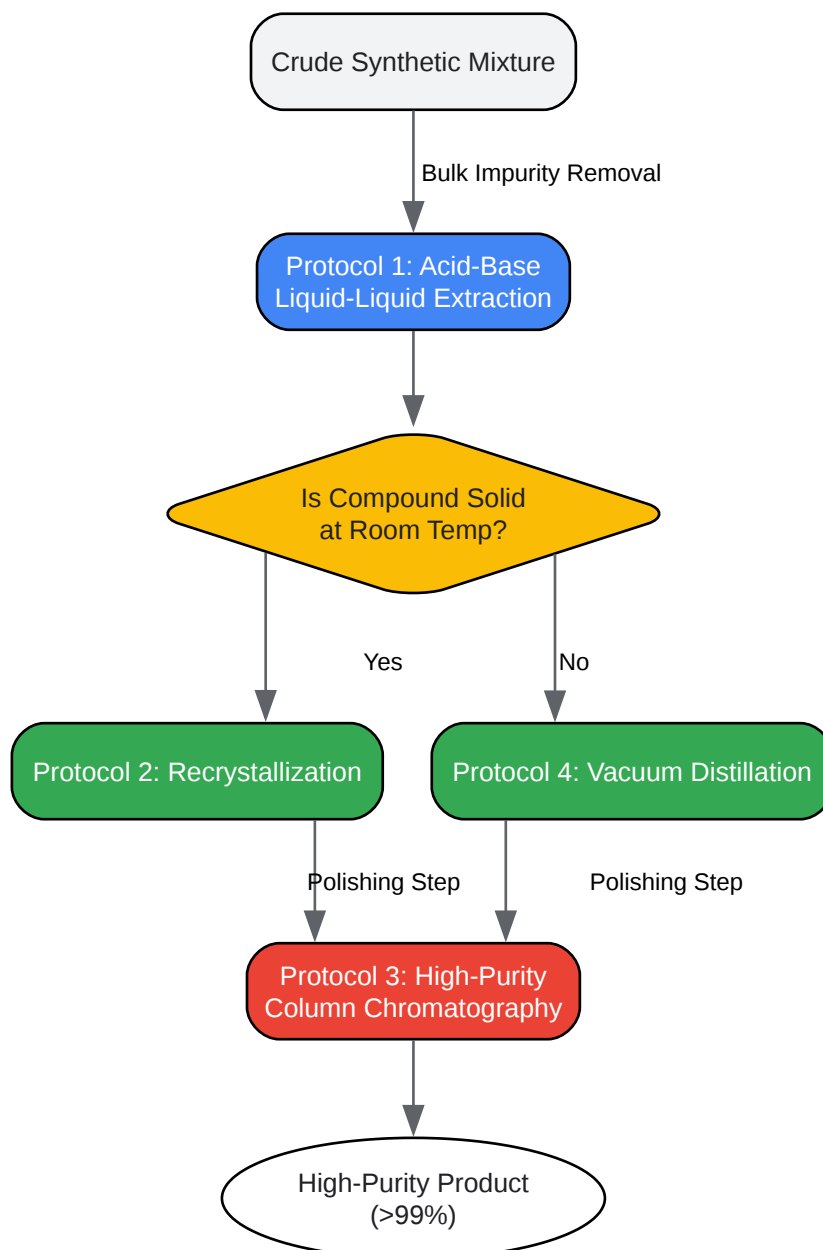 Crude Synthetic Mixture
Bulk Impurity Removal
Protocol 1: Acid-Base
Liquid-Liquid Extraction
Is Compound Solid
at Room Temp?
Yes
No
Protocol 2: Recrystallization
Protocol 4: Vacuum Distillation
Polishing Step
Polishing Step
Protocol 3: High-Purity
Column Chromatography
High-Purity Product
(>99%)